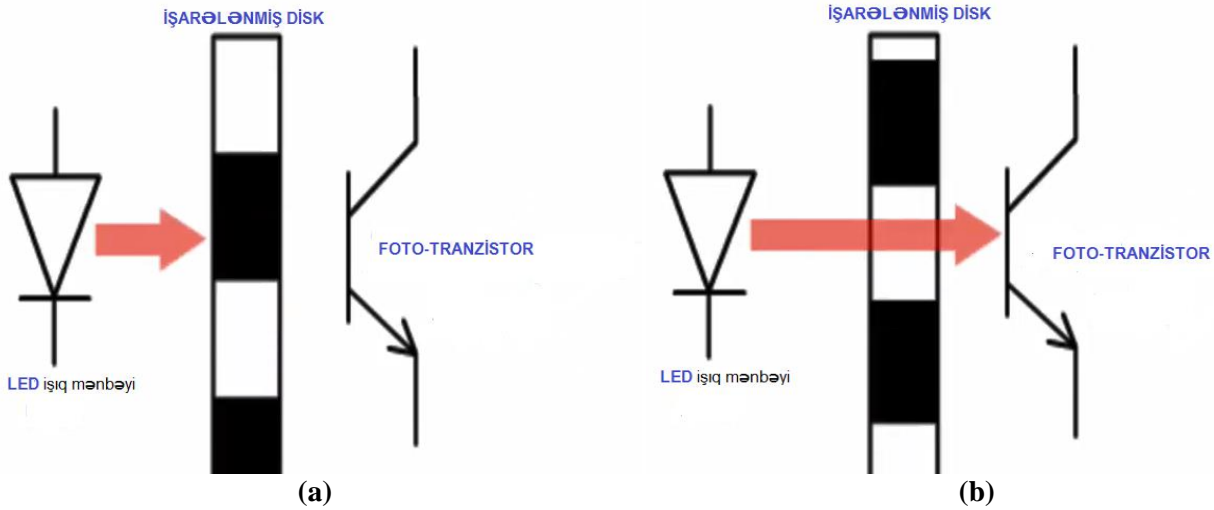 İŞARƏLƏNMİŞ DİSK
FOTO-TRANZİSTOR
LED işıq mənbəyi
(a)
İŞARƏLƏNMİŞ DİSK
FOTO-TRANZİSTOR
LED işıq mənbəyi
(b)